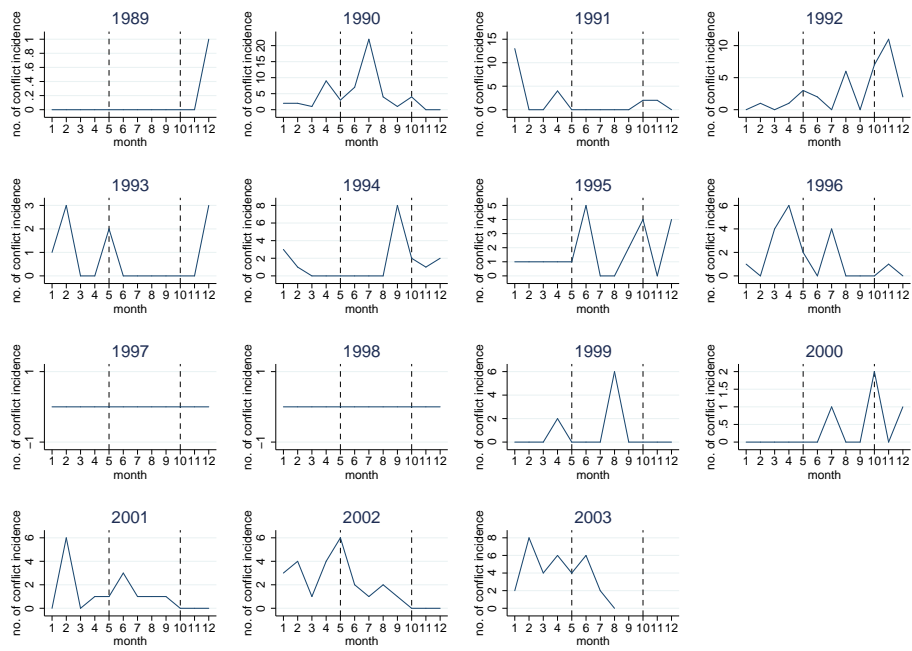 1989
no. of conflict incidence
0 .2 .4 .6 .8 1
1 2 3 4 5 6 7 8 9 10 11 12
month
1990
no. of conflict incidence
0 5 10 15 20
1 2 3 4 5 6 7 8 9 10 11 12
month
1991
no. of conflict incidence
0 5 10 15
1 2 3 4 5 6 7 8 9 10 11 12
month
1992
no. of conflict incidence
0 5 10
1 2 3 4 5 6 7 8 9 10 11 12
month
1993
no. of conflict incidence
0 1 2 3
1 2 3 4 5 6 7 8 9 10 11 12
month
1994
no. of conflict incidence
0 2 4 6 8
1 2 3 4 5 6 7 8 9 10 11 12
month
1995
no. of conflict incidence
0 1 2 3 4 5
1 2 3 4 5 6 7 8 9 10 11 12
month
1996
no. of conflict incidence
0 2 4 6
1 2 3 4 5 6 7 8 9 10 11 12
month
1997
no. of conflict incidence
−1 1
1 2 3 4 5 6 7 8 9 10 11 12
month
1998
no. of conflict incidence
−1 1
1 2 3 4 5 6 7 8 9 10 11 12
month
1999
no. of conflict incidence
0 2 4 6
1 2 3 4 5 6 7 8 9 10 11 12
month
2000
no. of conflict incidence
0 .5 1 1.5 2
1 2 3 4 5 6 7 8 9 10 11 12
month
2001
no. of conflict incidence
0 2 4 6
1 2 3 4 5 6 7 8 9 10 11 12
month
2002
no. of conflict incidence
0 2 4 6
1 2 3 4 5 6 7 8 9 10 11 12
month
2003
no. of conflict incidence
0 2 4 6 8
1 2 3 4 5 6 7 8 9 10 11 12
month